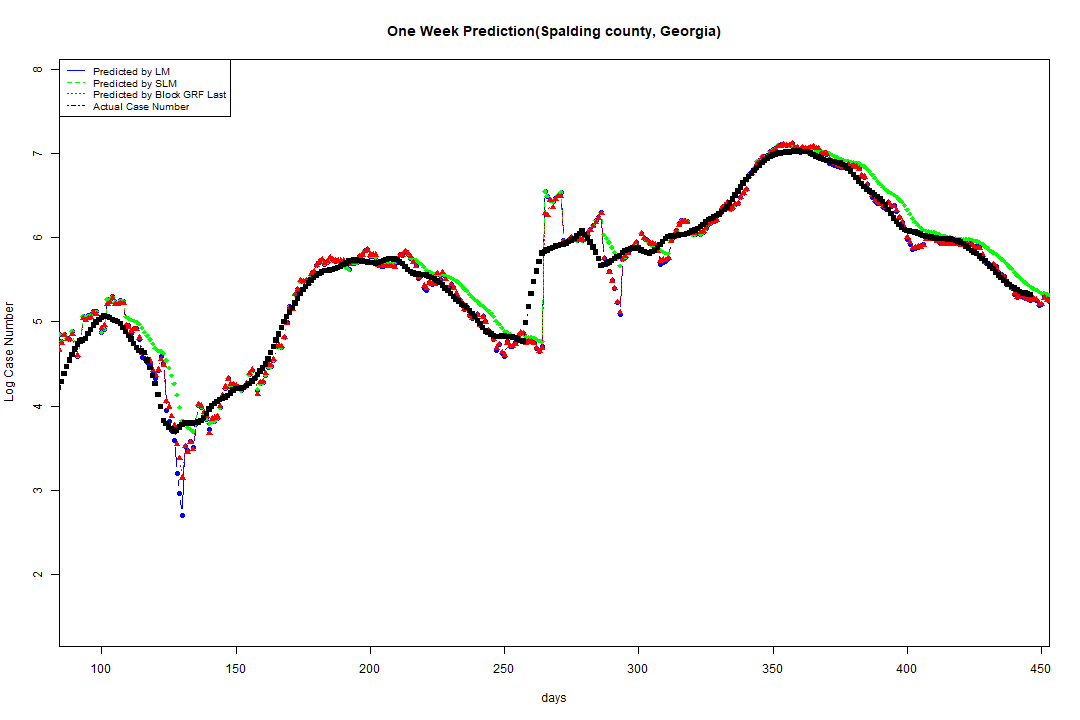 One Week Prediction(Spalding county, Georgia)
Predicted by LM
Predicted by SLM
Predicted by Block GRF Last
Actual Case Number
8
7
6
5
4
3
2
Log Case Number
100 150 200 250 300 350 400 450
days